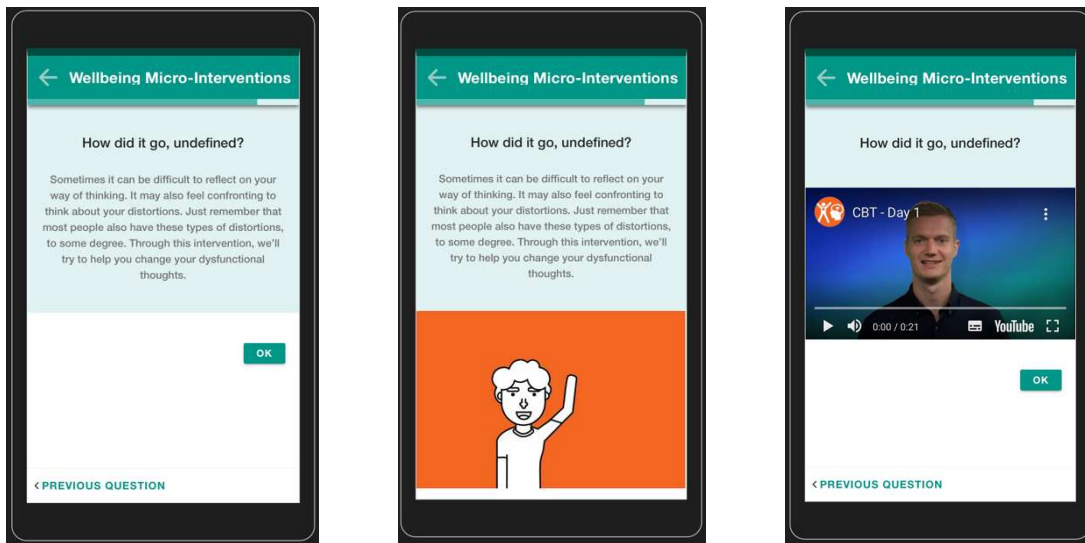 Wellbeing Micro-Interventions
How did it go, undefined?
Sometimes it can be difficult to reflect on your
way of thinking. It may also feel confronting to
think about your distortions. Just remember that
most people also have these types of distortions,
to some degree. Through this intervention, we'll
try to help you change your dysfunctional
thoughts.
OK
PREVIOUS QUESTION
Wellbeing Micro-Interventions
How did it go, undefined?
Sometimes it can be difficult to reflect on your
way of thinking. It may also feel confronting to
think about your distortions. Just remember that
most people also have these types of distortions,
to some degree. Through this intervention, we'll
try to help you change your dysfunctional
thoughts.
Wellbeing Micro-Interventions
How did it go, undefined?
CBT - Day 1
0:00 / 0:21 YouTube
OK
PREVIOUS QUESTION